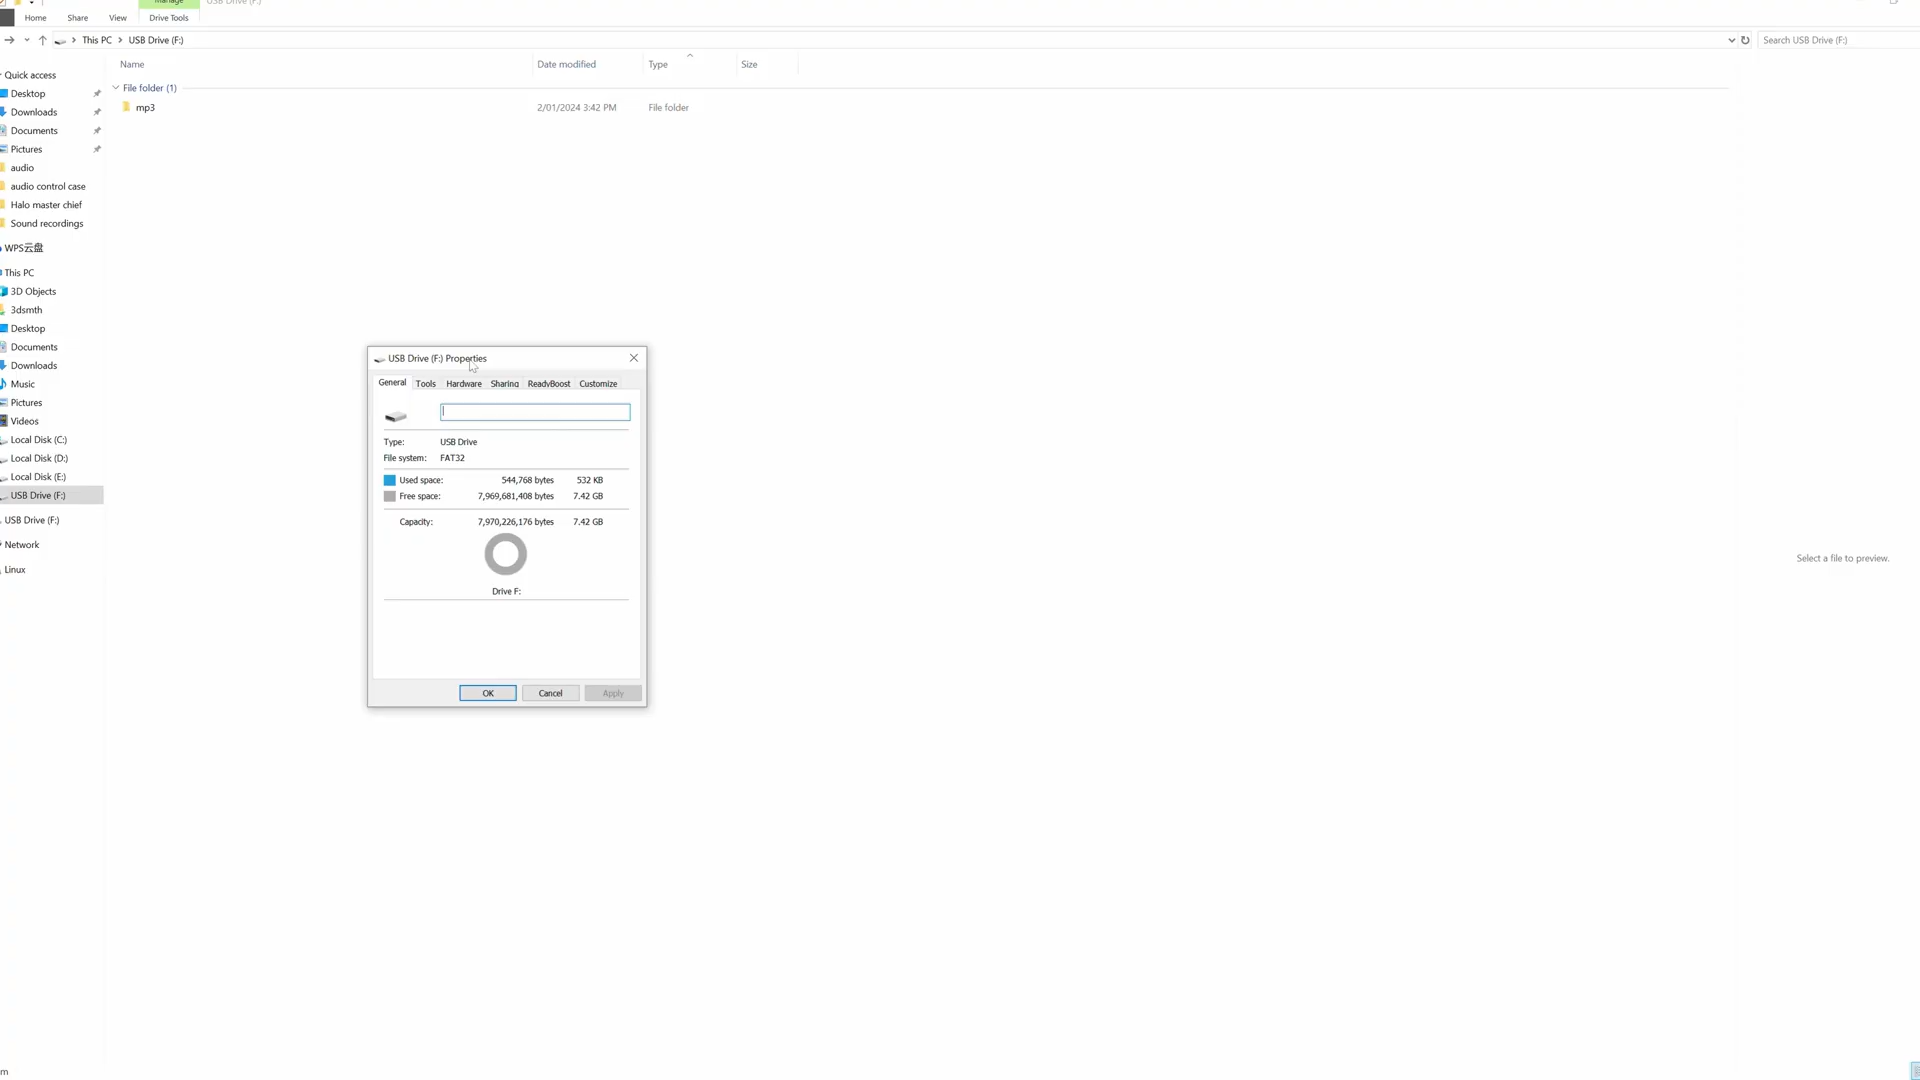 Manage USB Drive (F:)
Home Share View Drive Tools
This PC USB Drive (F:) Search USB Drive (F:)
Name Date modified Type Size
File folder (1)
mp3 2/01/2024 3:42 PM File folder
Quick access
Desktop
Downloads
Documents
Pictures
audio
audio control case
Halo master chief
Sound recordings
WPS云盘
This PC
3D Objects
3dsmth
Desktop
Documents
Downloads
Music
Pictures
Videos
Local Disk (C:)
Local Disk (D:)
Local Disk (E:)
USB Drive (F:)
USB Drive (F:)
Network
Linux
USB Drive (F:) Properties
General Tools Hardware Sharing ReadyBoost Customize
Type: USB Drive
File system: FAT32
Used space: 544,768 bytes 532 KB
Free space: 7,969,681,408 bytes 7.42 GB
Capacity: 7,970,226,176 bytes 7.42 GB
Drive F:
OK Cancel Apply
Select a file to preview.